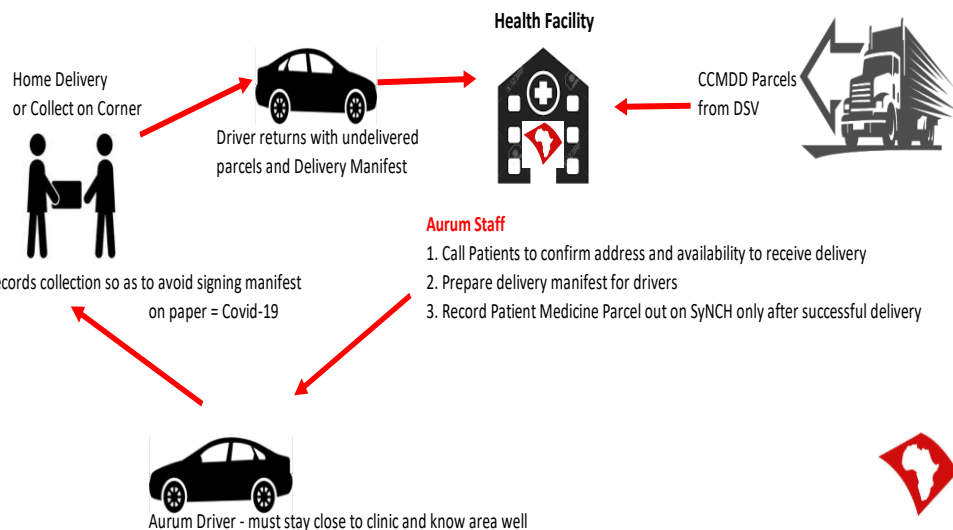 Health Facility
Home Delivery
or Collect on Corner
CCMDD Parcels
from DSV
Driver returns with undelivered
parcels and Delivery Manifest
Aurum Staff
1. Call Patients to confirm address and availability to receive delivery
2. Prepare delivery manifest for drivers
3. Record Patient Medicine Parcel out on SyNCH only after successful delivery
ecords collection so as to avoid signing manifest
on paper = Covid-19
Aurum Driver - must stay close to clinic and know area well